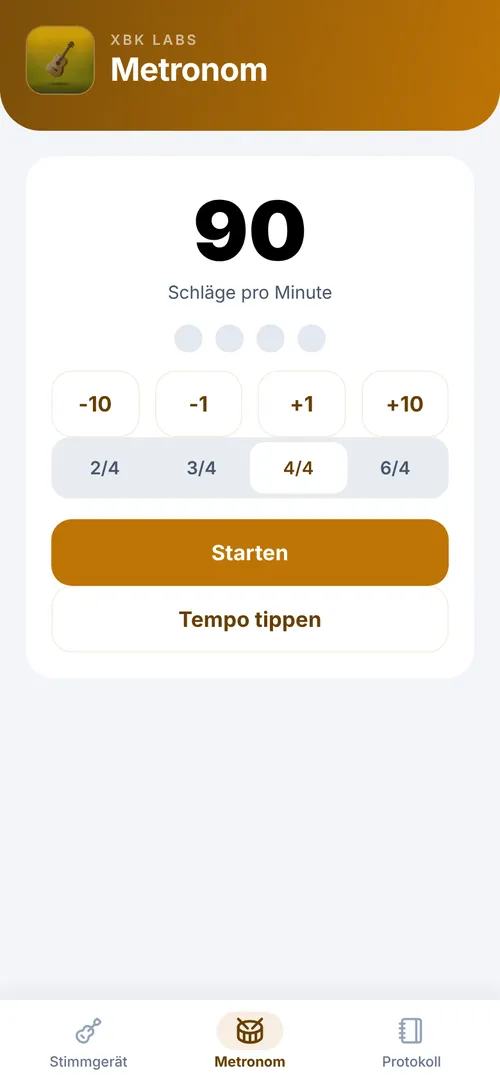 XBK LABS
Metronom
90
Schläge pro Minute
-10 -1 +1 +10
2/4 3/4 4/4 6/4
Starten
Tempo tippen
Stimmgerät Metronom Protokoll